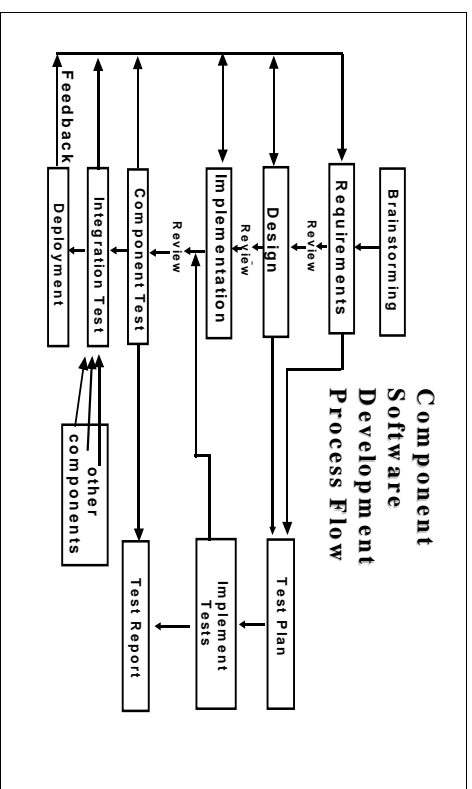 Component
Software
Development
Process Flow
Brainstorming
Requirements
Review
Design
Review
Implementation
Review
Component Test
Integration Test
Deployment
Feedback
Test Plan
Implement
Tests
Test Report
other
components